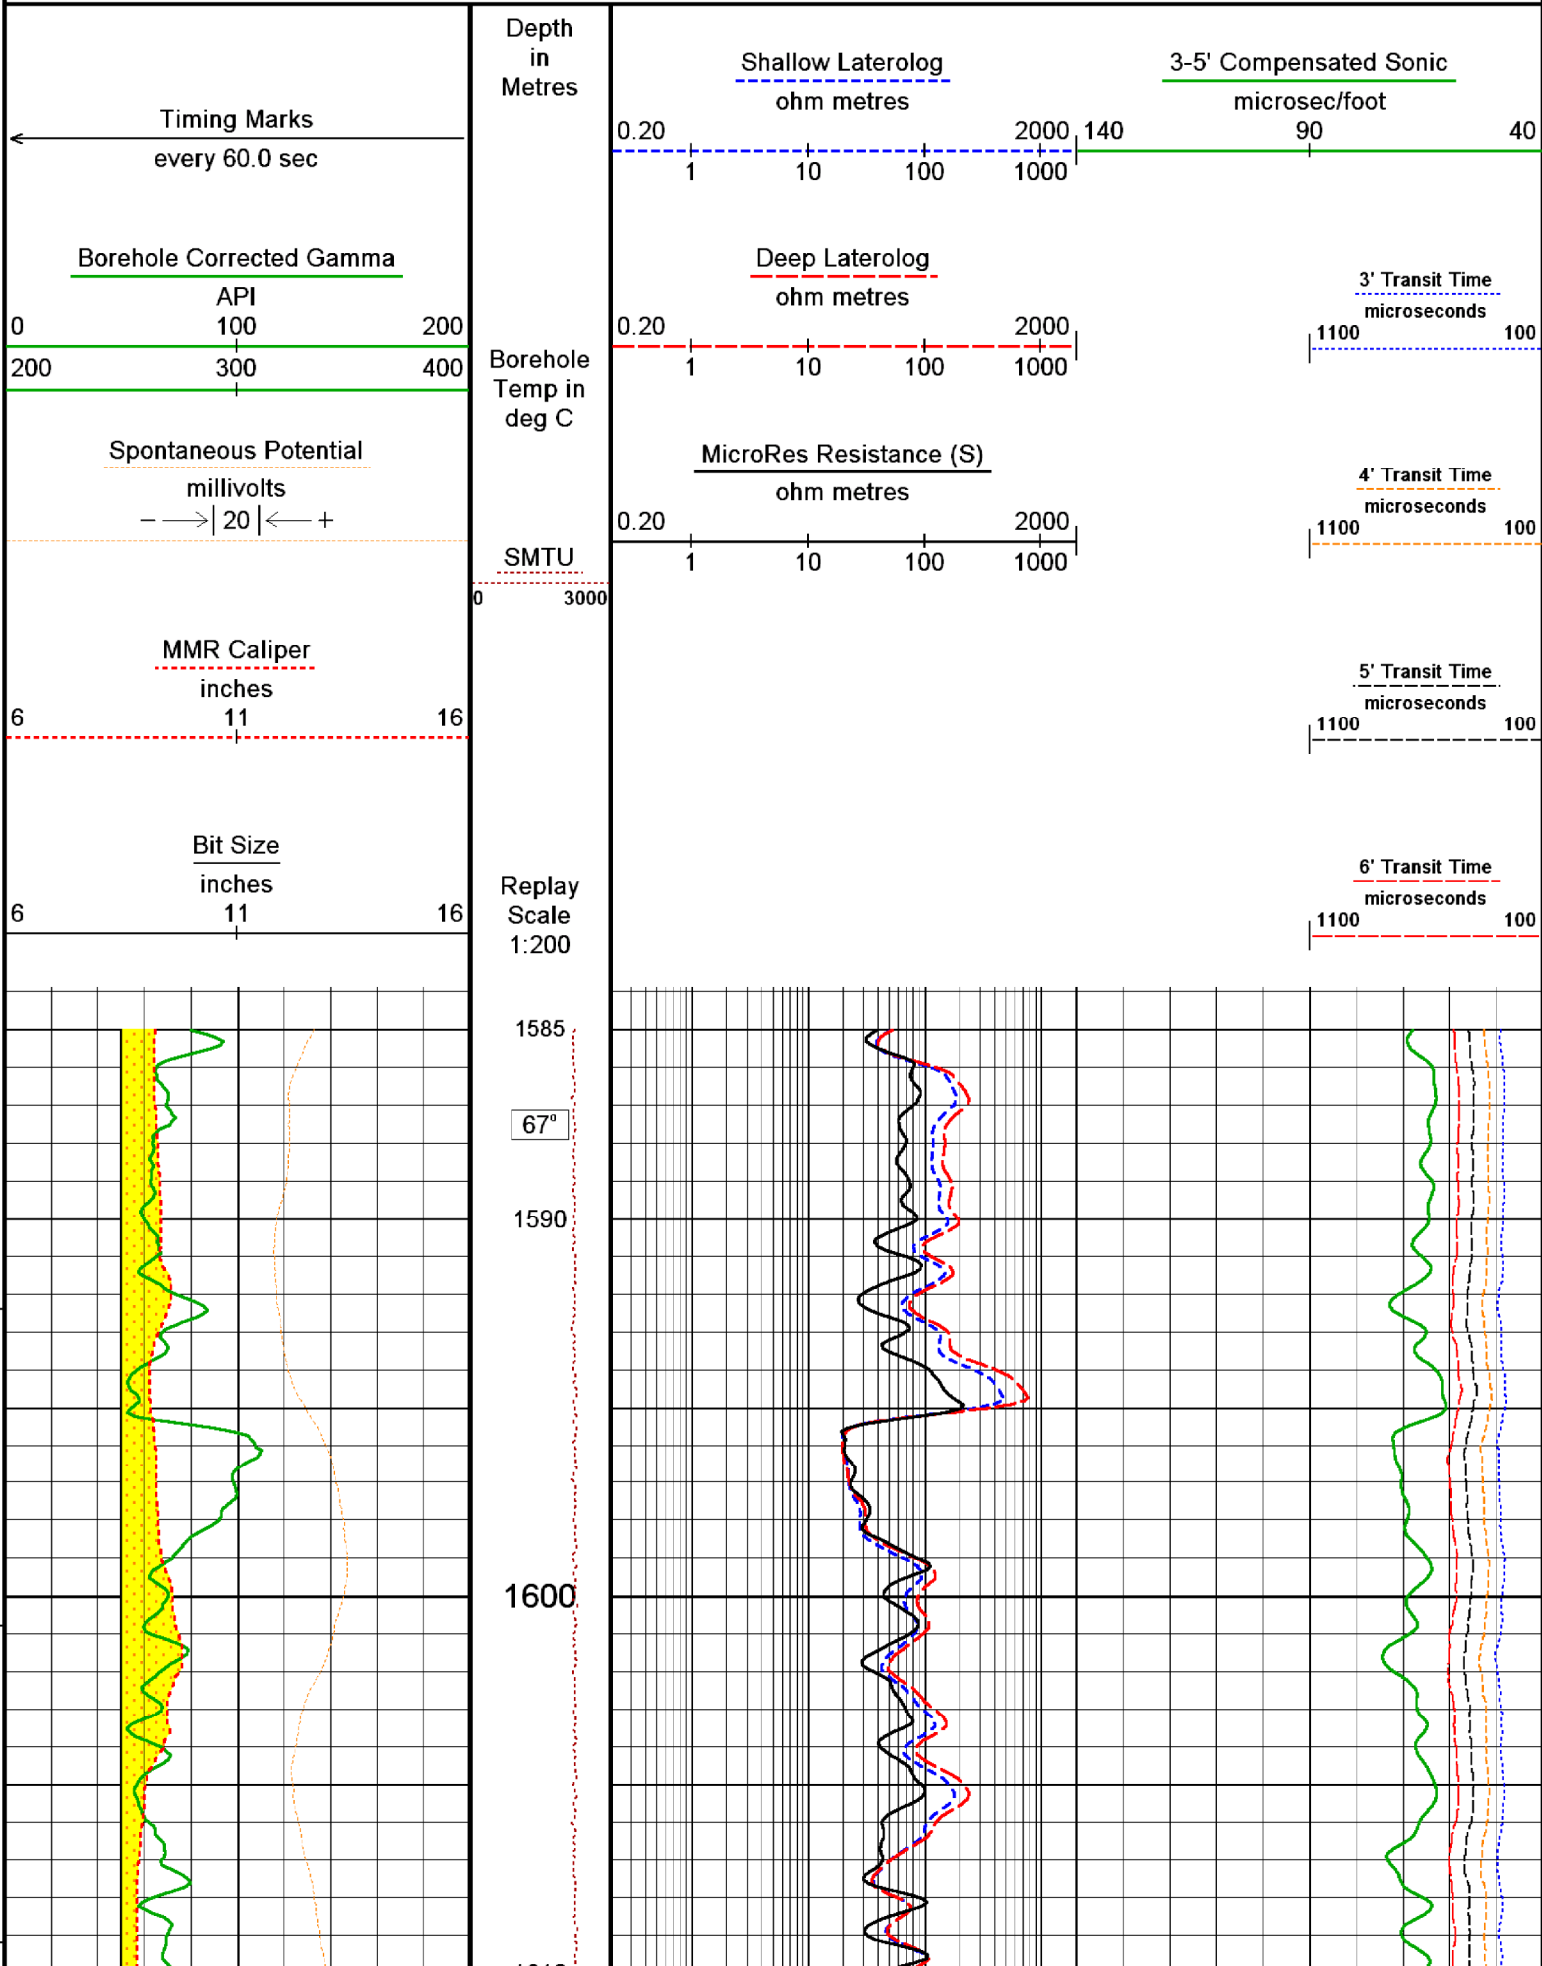 Timing Marks
every 60.0 sec
Borehole Corrected Gamma
API
0 100 200
200 300 400
Spontaneous Potential
millivolts
− →| 20 |← +
MMR Caliper
inches
6 11 16
Bit Size
inches
6 11 16
Depth
in
Metres
Borehole
Temp in
deg C
SMTU
0 3000
Replay
Scale
1:200
Shallow Laterolog
ohm metres
0.20 2000
1 10 100 1000
Deep Laterolog
ohm metres
0.20 2000
1 10 100 1000
MicroRes Resistance (S)
ohm metres
0.20 2000
1 10 100 1000
3-5' Compensated Sonic
microsec/foot
140 90 40
3' Transit Time
microseconds
1100 100
4' Transit Time
microseconds
1100 100
5' Transit Time
microseconds
1100 100
6' Transit Time
microseconds
1100 100
1585
67º
1590
1600